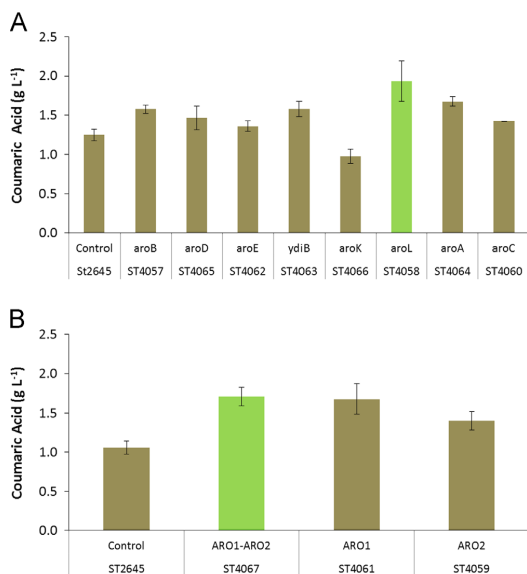 A
Coumaric Acid (g L-1)
2.5
2.0
1.5
1.0
0.5
0.0
Control aroB aroD aroE ydiB aroK aroL aroA aroC
St2645 ST4057 ST4065 ST4062 ST4063 ST4066 ST4058 ST4064 ST4060
B
Coumaric Acid (g L-1)
2.5
2.0
1.5
1.0
0.5
0.0
Control ARO1-ARO2 ARO1 ARO2
ST2645 ST4067 ST4061 ST4059